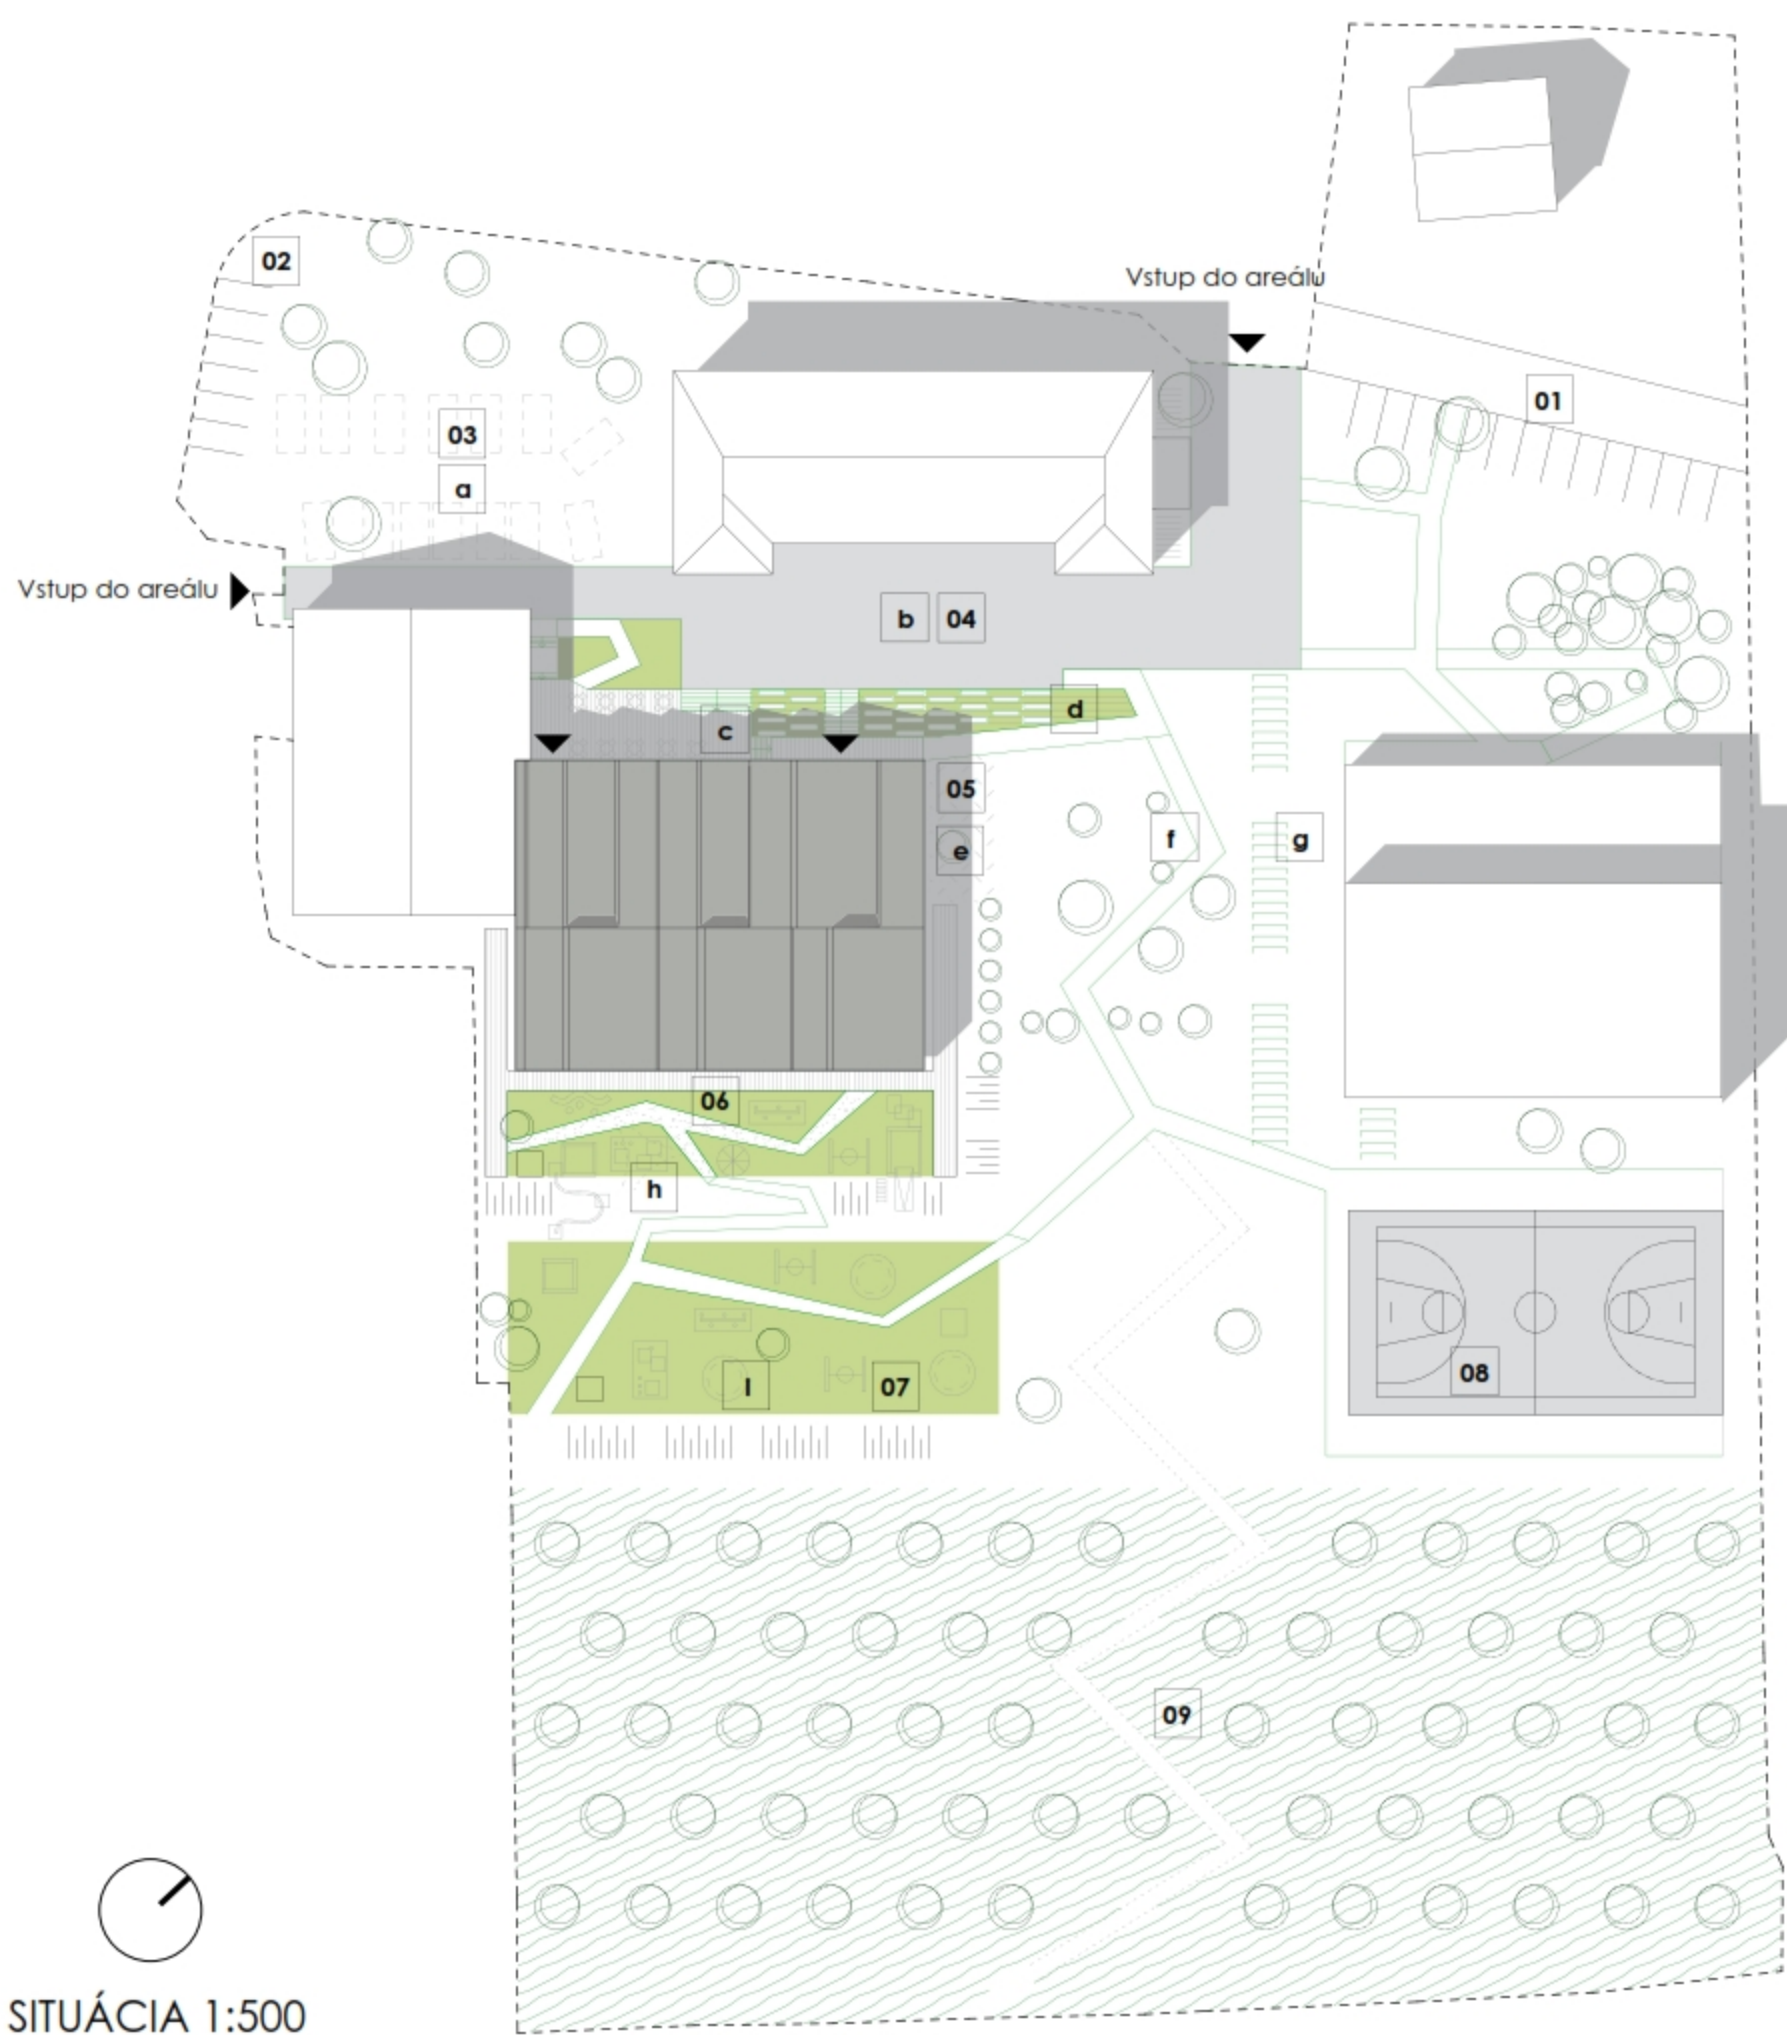 02
Vstup do areálu
01
03
a
Vstup do areálu
b 04
d
c
05
f
g
e
06
h
l
07
08
09
SITUÁCIA 1:500